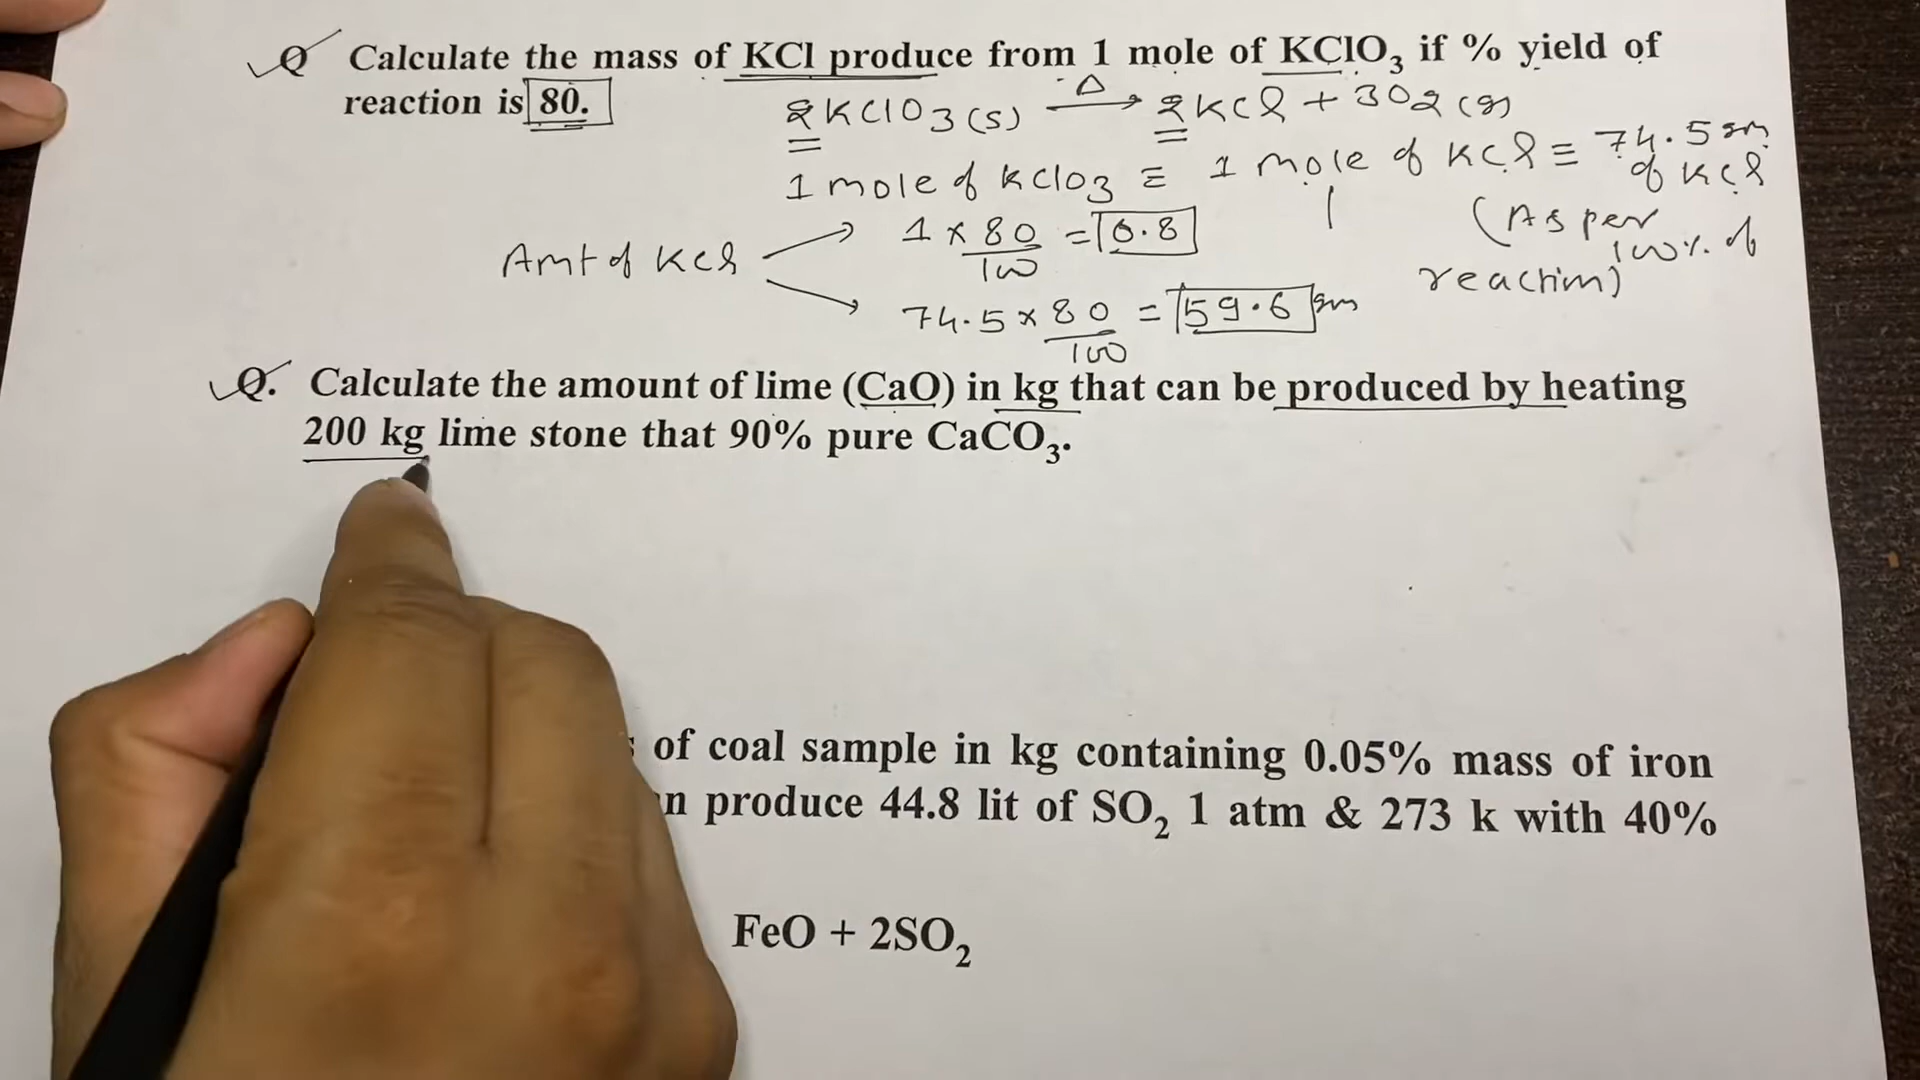 Q Calculate the mass of KCl produce from 1 mole of KClO₃ if % yield of
reaction is 80.
2KClO3(s) —Δ→ 2KCl + 3O2(g)
1 mole of KClO3 ≡ 1 mole of KCl ≡ 74.5 gm
of KCl
(As per
100% of
reaction)
Amt of KCl
1 × 80/100 = 0.8
74.5 × 80/100 = 59.6 gm
Q. Calculate the amount of lime (CaO) in kg that can be produced by heating
200 kg lime stone that 90% pure CaCO₃.
of coal sample in kg containing 0.05% mass of iron
produce 44.8 lit of SO₂ 1 atm & 273 k with 40%
FeO + 2SO₂